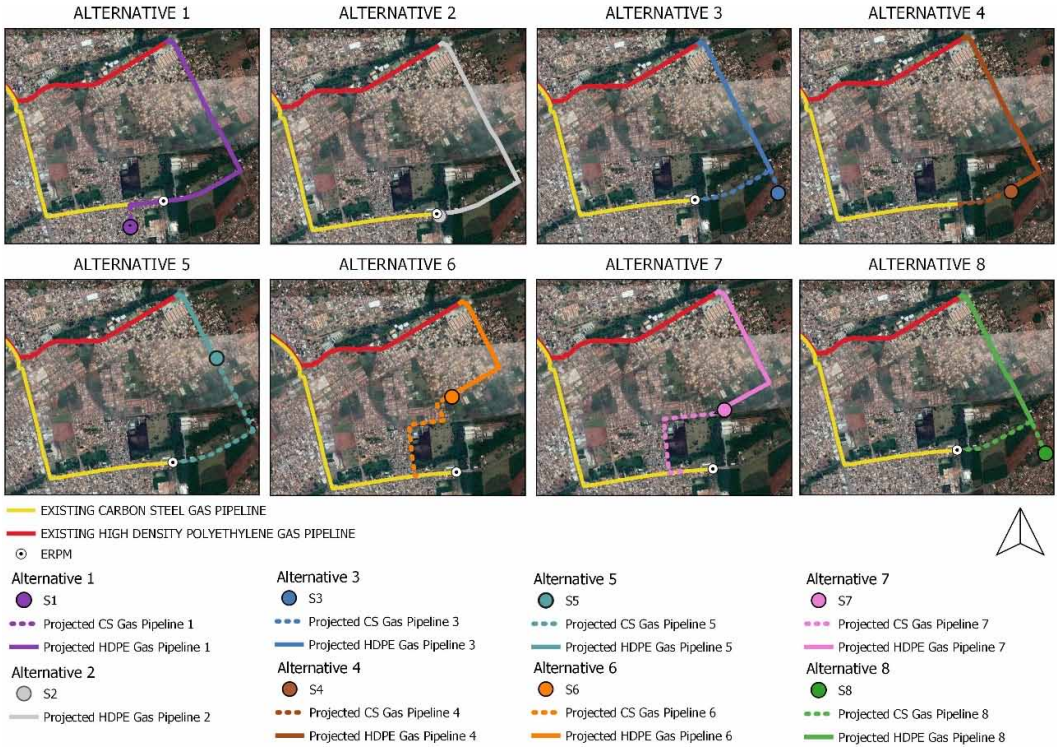 ALTERNATIVE 1
ALTERNATIVE 2
ALTERNATIVE 3
ALTERNATIVE 4
ALTERNATIVE 5
ALTERNATIVE 6
ALTERNATIVE 7
ALTERNATIVE 8
EXISTING CARBON STEEL GAS PIPELINE
EXISTING HIGH DENSITY POLYETHYLENE GAS PIPELINE
ERPM
Alternative 1
S1
Projected CS Gas Pipeline 1
Projected HDPE Gas Pipeline 1
Alternative 2
S2
Projected HDPE Gas Pipeline 2
Alternative 3
S3
Projected CS Gas Pipeline 3
Projected HDPE Gas Pipeline 3
Alternative 4
S4
Projected CS Gas Pipeline 4
Projected HDPE Gas Pipeline 4
Alternative 5
S5
Projected CS Gas Pipeline 5
Projected HDPE Gas Pipeline 5
Alternative 6
S6
Projected CS Gas Pipeline 6
Projected HDPE Gas Pipeline 6
Alternative 7
S7
Projected CS Gas Pipeline 7
Projected HDPE Gas Pipeline 7
Alternative 8
S8
Projected CS Gas Pipeline 8
Projected HDPE Gas Pipeline 8